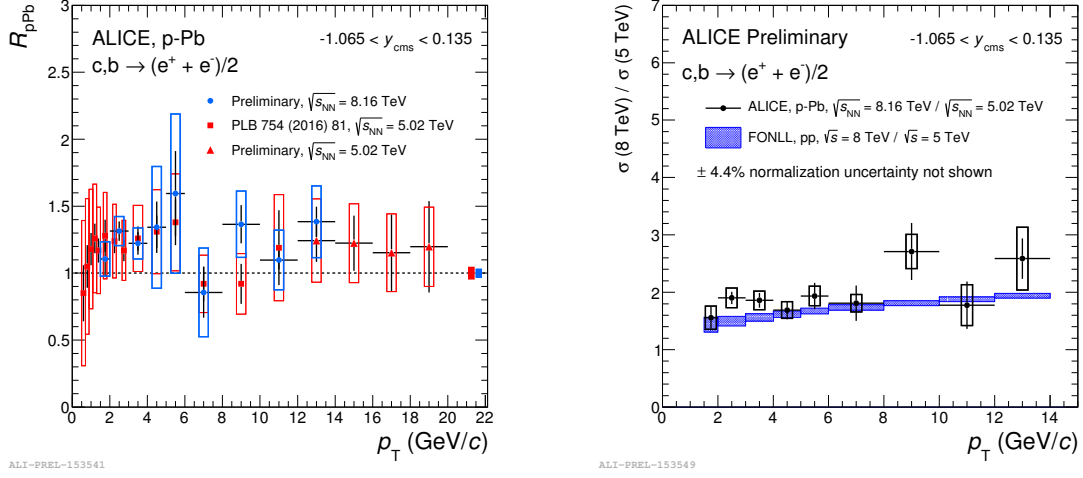 R_pPb
3
2.5
2
1.5
1
0.5
0
ALICE, p-Pb
-1.065 < y_cms < 0.135
c,b → (e⁺ + e⁻)/2
Preliminary, √s_NN = 8.16 TeV
PLB 754 (2016) 81, √s_NN = 5.02 TeV
Preliminary, √s_NN = 5.02 TeV
0 2 4 6 8 10 12 14 16 18 20 22
p_T (GeV/c)
ALI-PREL-153541
σ (8 TeV) / σ (5 TeV)
7
6
5
4
3
2
1
0
ALICE Preliminary
-1.065 < y_cms < 0.135
c,b → (e⁺ + e⁻)/2
ALICE, p-Pb, √s_NN = 8.16 TeV / √s_NN = 5.02 TeV
FONLL, pp, √s = 8 TeV / √s = 5 TeV
± 4.4% normalization uncertainty not shown
0 2 4 6 8 10 12 14
p_T (GeV/c)
ALI-PREL-153549